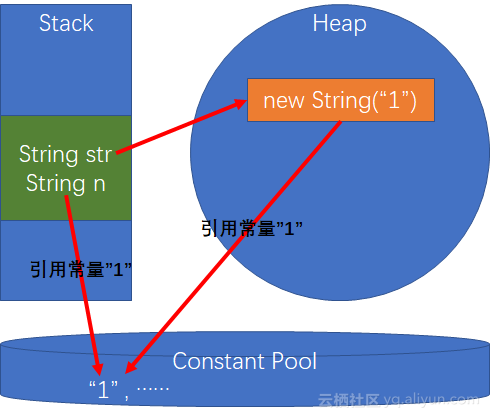 Stack
Heap
new String(“1”)
String str
String n
引用常量”1”
引用常量”1”
Constant Pool
“1” , ······
云栖社区 yq.aliyun.com